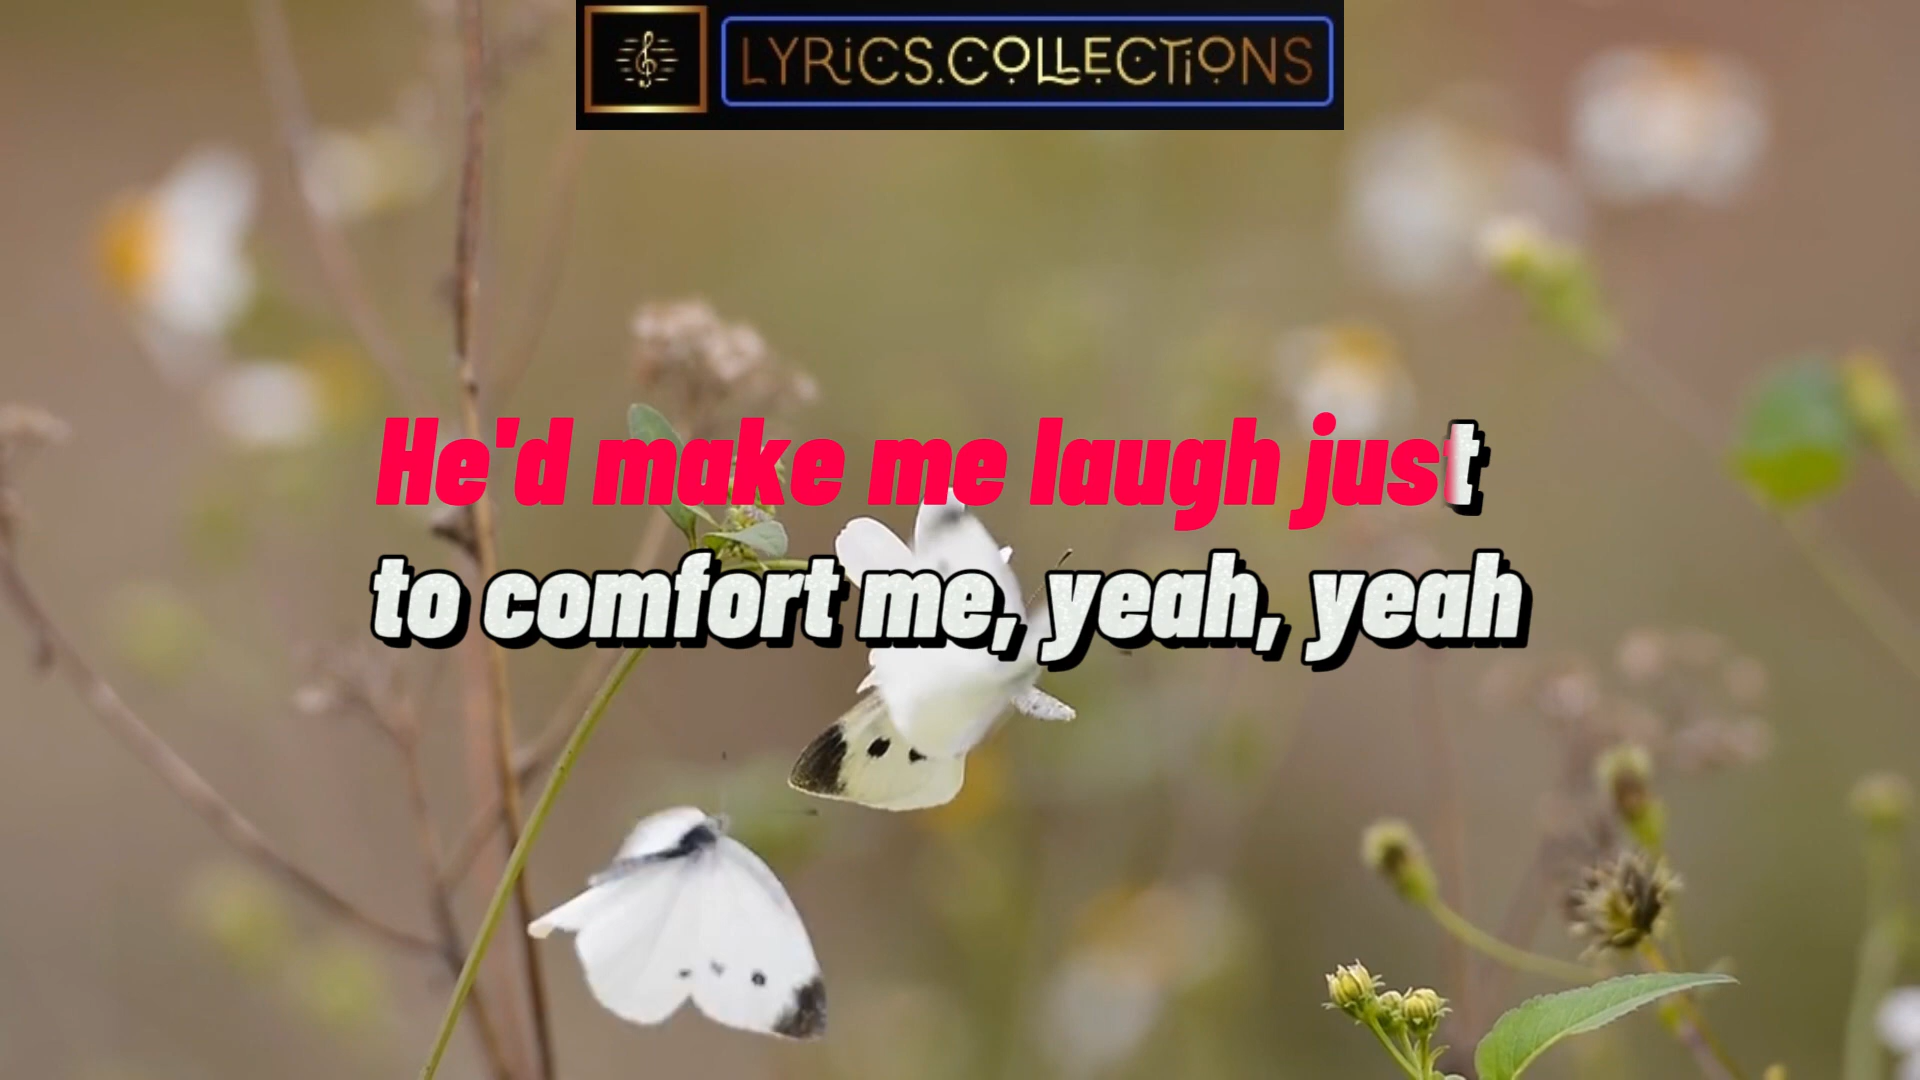 LYRiCS.COLLECTiONS
He'd make me laugh just
to comfort me, yeah, yeah